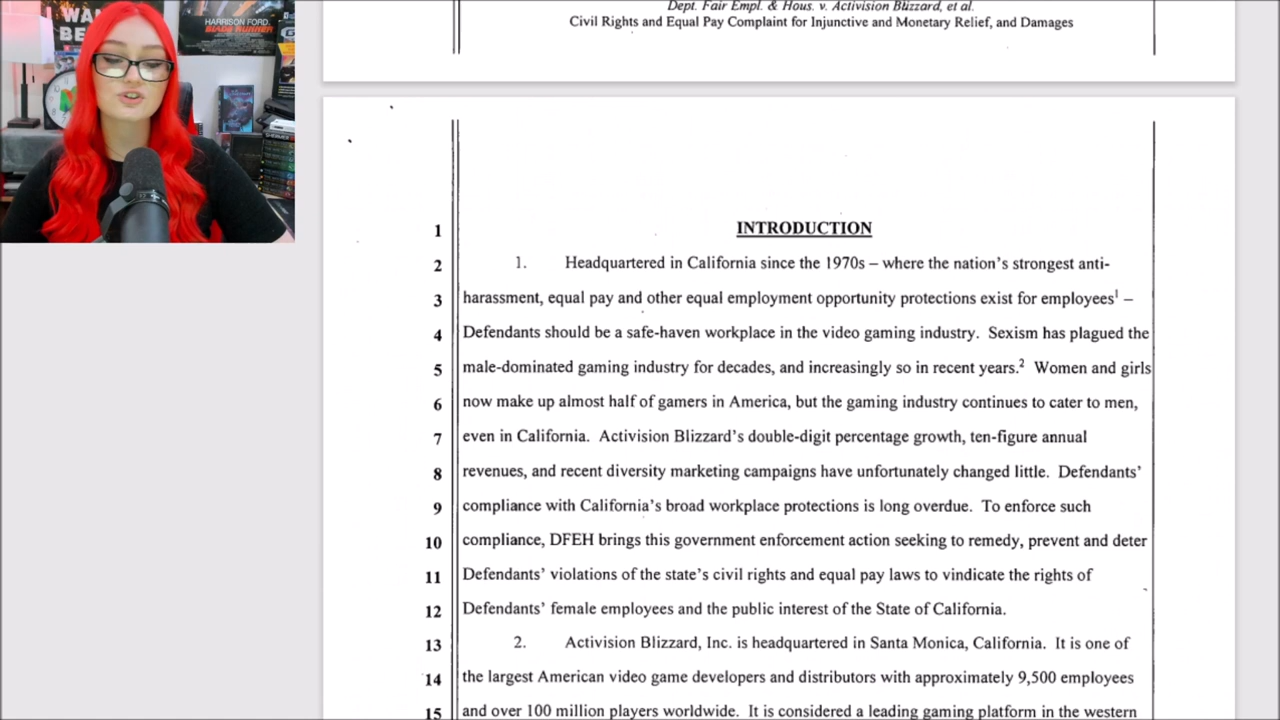 WAN
BE
HARRISON FORD
BLADE RUNNER
Dept. Fair Empl. & Hous. v. Activision Blizzard, et al.
Civil Rights and Equal Pay Complaint for Injunctive and Monetary Relief, and Damages
1 INTRODUCTION
2 1. Headquartered in California since the 1970s – where the nation's strongest anti-
3 harassment, equal pay and other equal employment opportunity protections exist for employees¹ –
4 Defendants should be a safe-haven workplace in the video gaming industry. Sexism has plagued the
5 male-dominated gaming industry for decades, and increasingly so in recent years.² Women and girls
6 now make up almost half of gamers in America, but the gaming industry continues to cater to men,
7 even in California. Activision Blizzard's double-digit percentage growth, ten-figure annual
8 revenues, and recent diversity marketing campaigns have unfortunately changed little. Defendants'
9 compliance with California's broad workplace protections is long overdue. To enforce such
10 compliance, DFEH brings this government enforcement action seeking to remedy, prevent and deter
11 Defendants' violations of the state's civil rights and equal pay laws to vindicate the rights of
12 Defendants' female employees and the public interest of the State of California.
13 2. Activision Blizzard, Inc. is headquartered in Santa Monica, California. It is one of
14 the largest American video game developers and distributors with approximately 9,500 employees
15 and over 100 million players worldwide. It is considered a leading gaming platform in the western